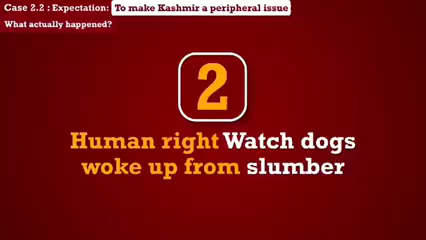 Case 2.2 : Expectation: To make Kashmir a peripheral issue
What actually happened?
2
Human right Watch dogs
woke up from slumber